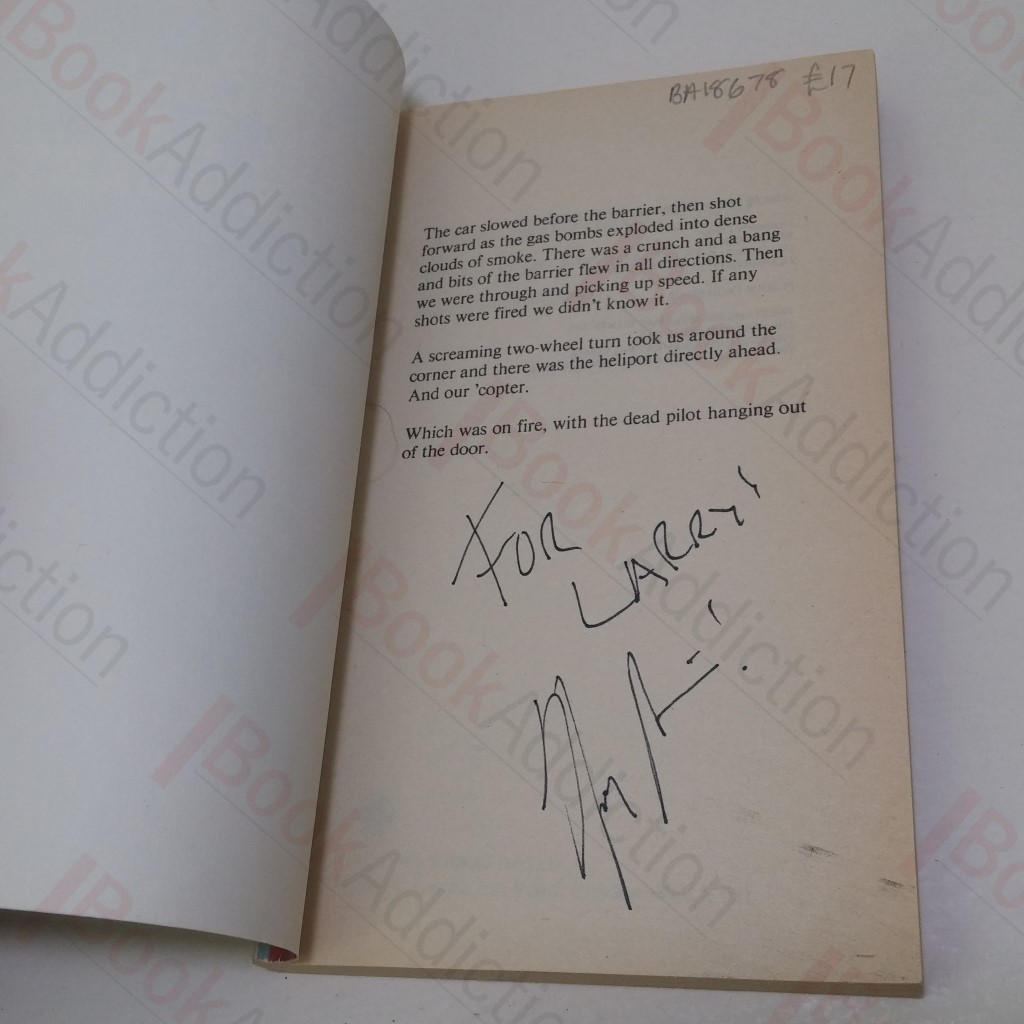 BA18678 £17
The car slowed before the barrier, then shot
forward as the gas bombs exploded into dense
clouds of smoke. There was a crunch and a bang
and bits of the barrier flew in all directions. Then
we were through and picking up speed. If any
shots were fired we didn't know it.
A screaming two-wheel turn took us around the
corner and there was the heliport directly ahead.
And our 'copter.
Which was on fire, with the dead pilot hanging out
of the door.
FOR
LARRY!
BookAddiction